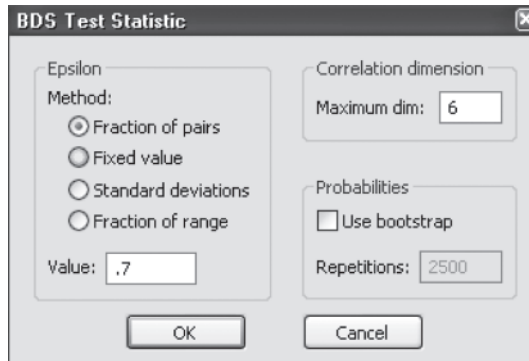 BDS Test Statistic
Epsilon
Method:
Fraction of pairs
Fixed value
Standard deviations
Fraction of range
Value: .7
Correlation dimension
Maximum dim: 6
Probabilities
Use bootstrap
Repetitions: 2500
OK
Cancel